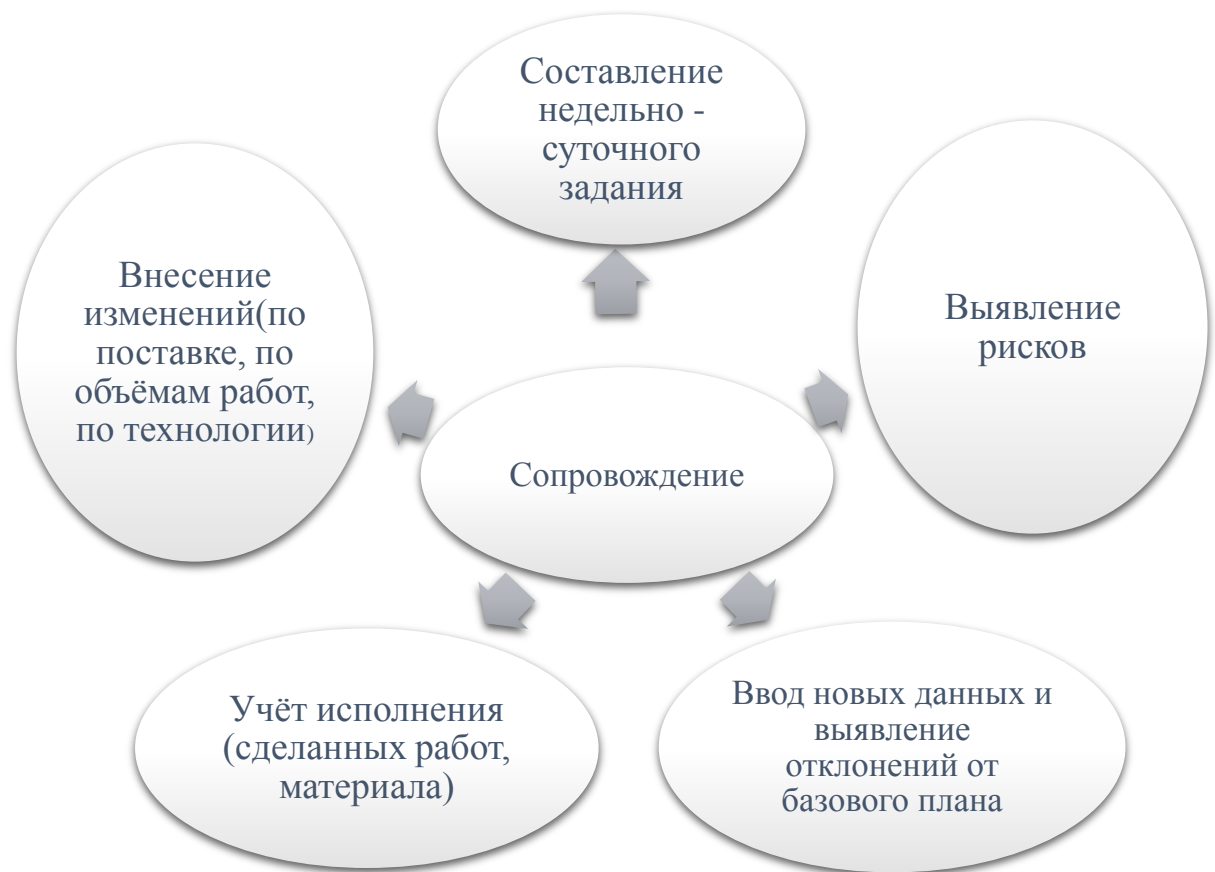 Составление
недельно -
суточного
задания
Внесение
изменений(по
поставке, по
объёмам работ,
по технологии)
Выявление
рисков
Сопровождение
Учёт исполнения
(сделанных работ,
материала)
Ввод новых данных и
выявление
отклонений от
базового плана